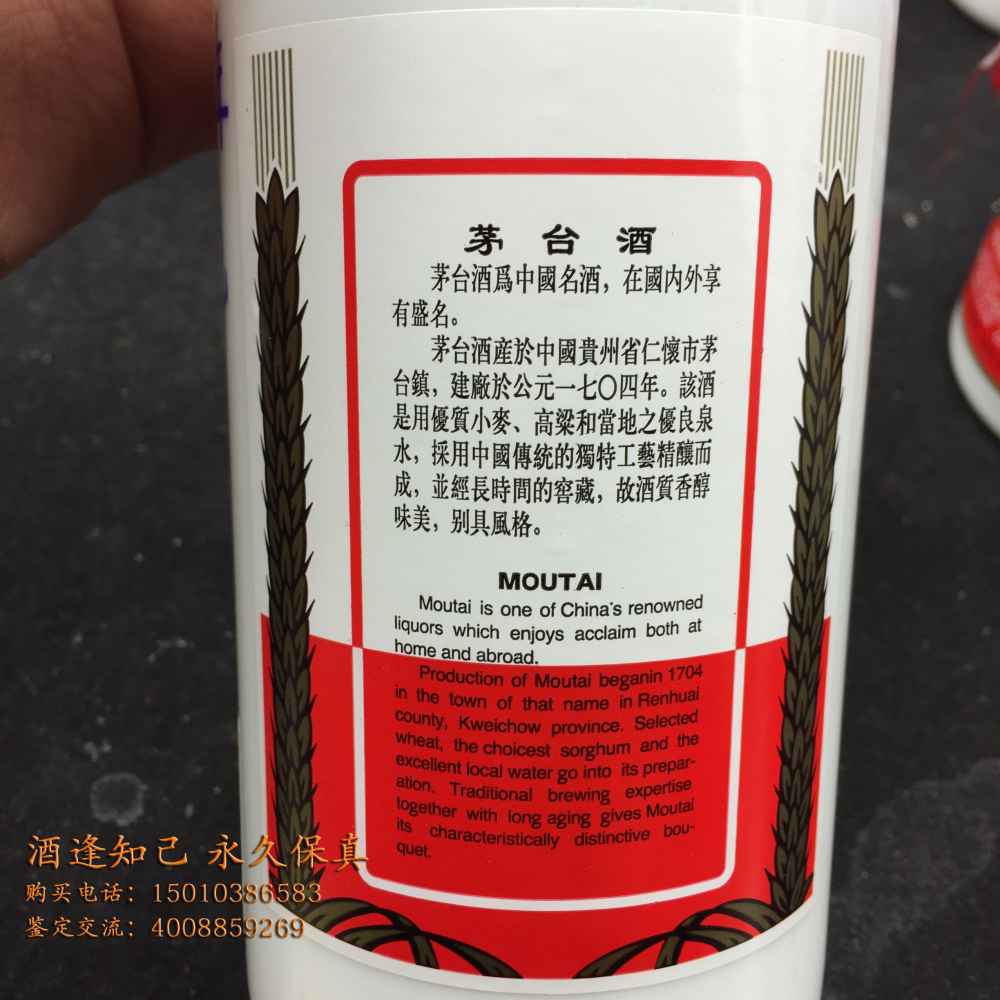 茅台酒
茅台酒爲中國名酒，在國内外享
有盛名。
茅台酒産於中國貴州省仁懷市茅
台鎮，建廠於公元一七〇四年。該酒
是用優質小麥、高粱和當地之優良泉
水，採用中國傳統的獨特工藝精釀而
成，並經長時間的窖藏，故酒質香醇
味美，别具風格。
MOUTAI
Moutai is one of China's renowned
liquors which enjoys acclaim both at
home and abroad.
Production of Moutai beganin 1704
in the town of that name in Renhuai
county, Kweichow province. Selected
wheat, the choicest sorghum and the
excellent local water go into its prepar-
ation. Traditional brewing expertise
together with long aging gives Moutai
its characteristically distinctive bou-
quet.
酒逢知己 永久保真
购买电话：15010386583
鉴定交流：4008859269